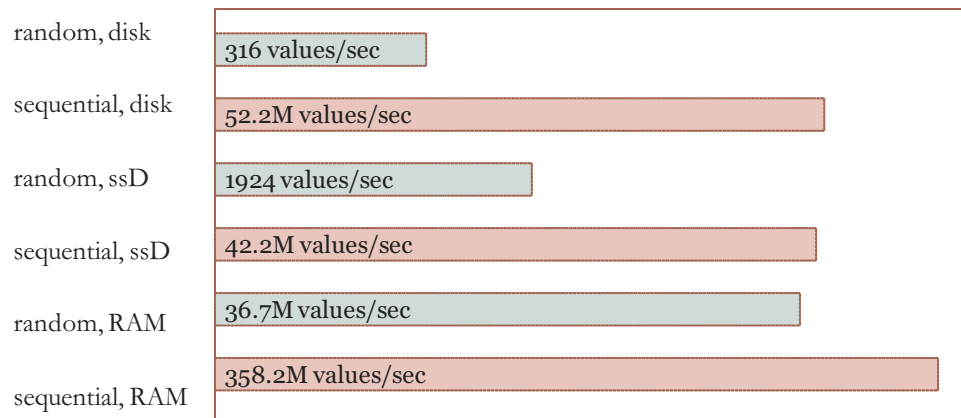 random, disk
316 values/sec
sequential, disk
52.2M values/sec
random, ssD
1924 values/sec
sequential, ssD
42.2M values/sec
random, RAM
36.7M values/sec
sequential, RAM
358.2M values/sec